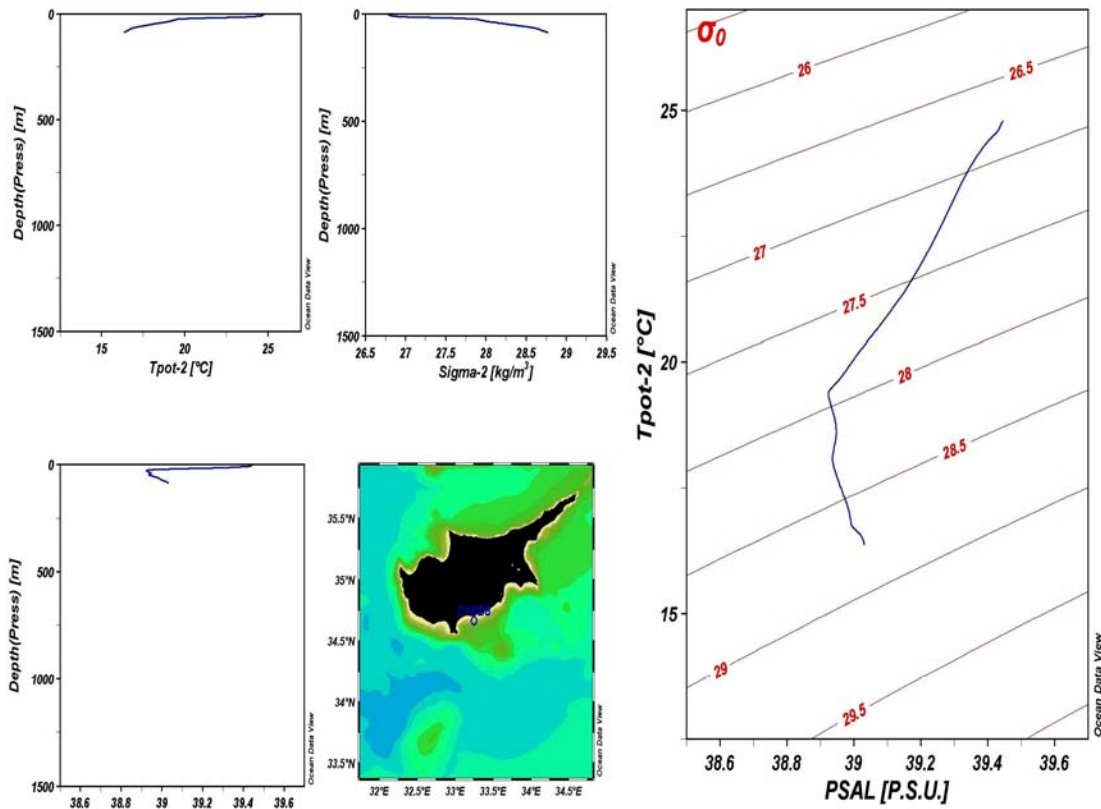 0
500
1000
1500
Depth(Press) [m]
15 20 25
Tpot-2 [ºC]
Ocean Data View
0
500
1000
1500
Depth(Press) [m]
26.5 27 27.5 28 28.5 29 29.5
Sigma-2 [kg/m³]
Ocean Data View
0
500
1000
1500
Depth(Press) [m]
38.6 38.8 39 39.2 39.4 39.6
Ocean Data View
35.5°N
35°N
34.5°N
34°N
33.5°N
32°E 32.5°E 33°E 33.5°E 34°E 34.5°E
Ocean Data View
σ0
26
26.5
27
27.5
28
28.5
29
29.5
25
20
15
Tpot-2 [°C]
38.6 38.8 39 39.2 39.4 39.6
PSAL [P.S.U.]
Ocean Data View